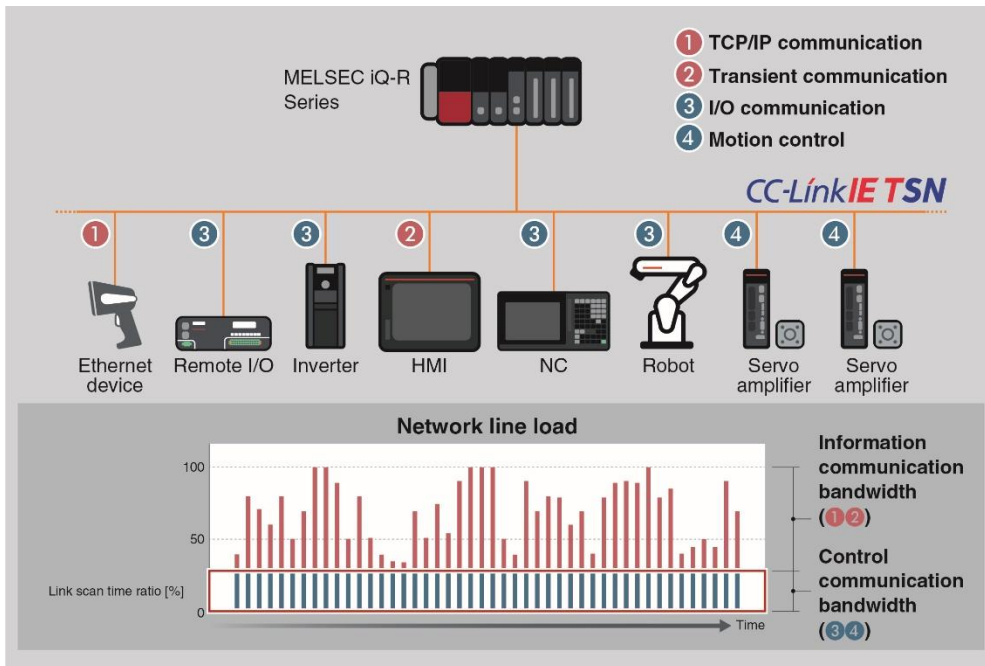 MELSEC iQ-R
Series
1 TCP/IP communication
2 Transient communication
3 I/O communication
4 Motion control
CC-Link IE TSN
1 3 3 2 3 3 4 4
Ethernet
device
Remote I/O
Inverter
HMI
NC
Robot
Servo
amplifier
Servo
amplifier
Network line load
100
50
Link scan time ratio [%]
0
Time
Information
communication
bandwidth
(12)
Control
communication
bandwidth
(34)